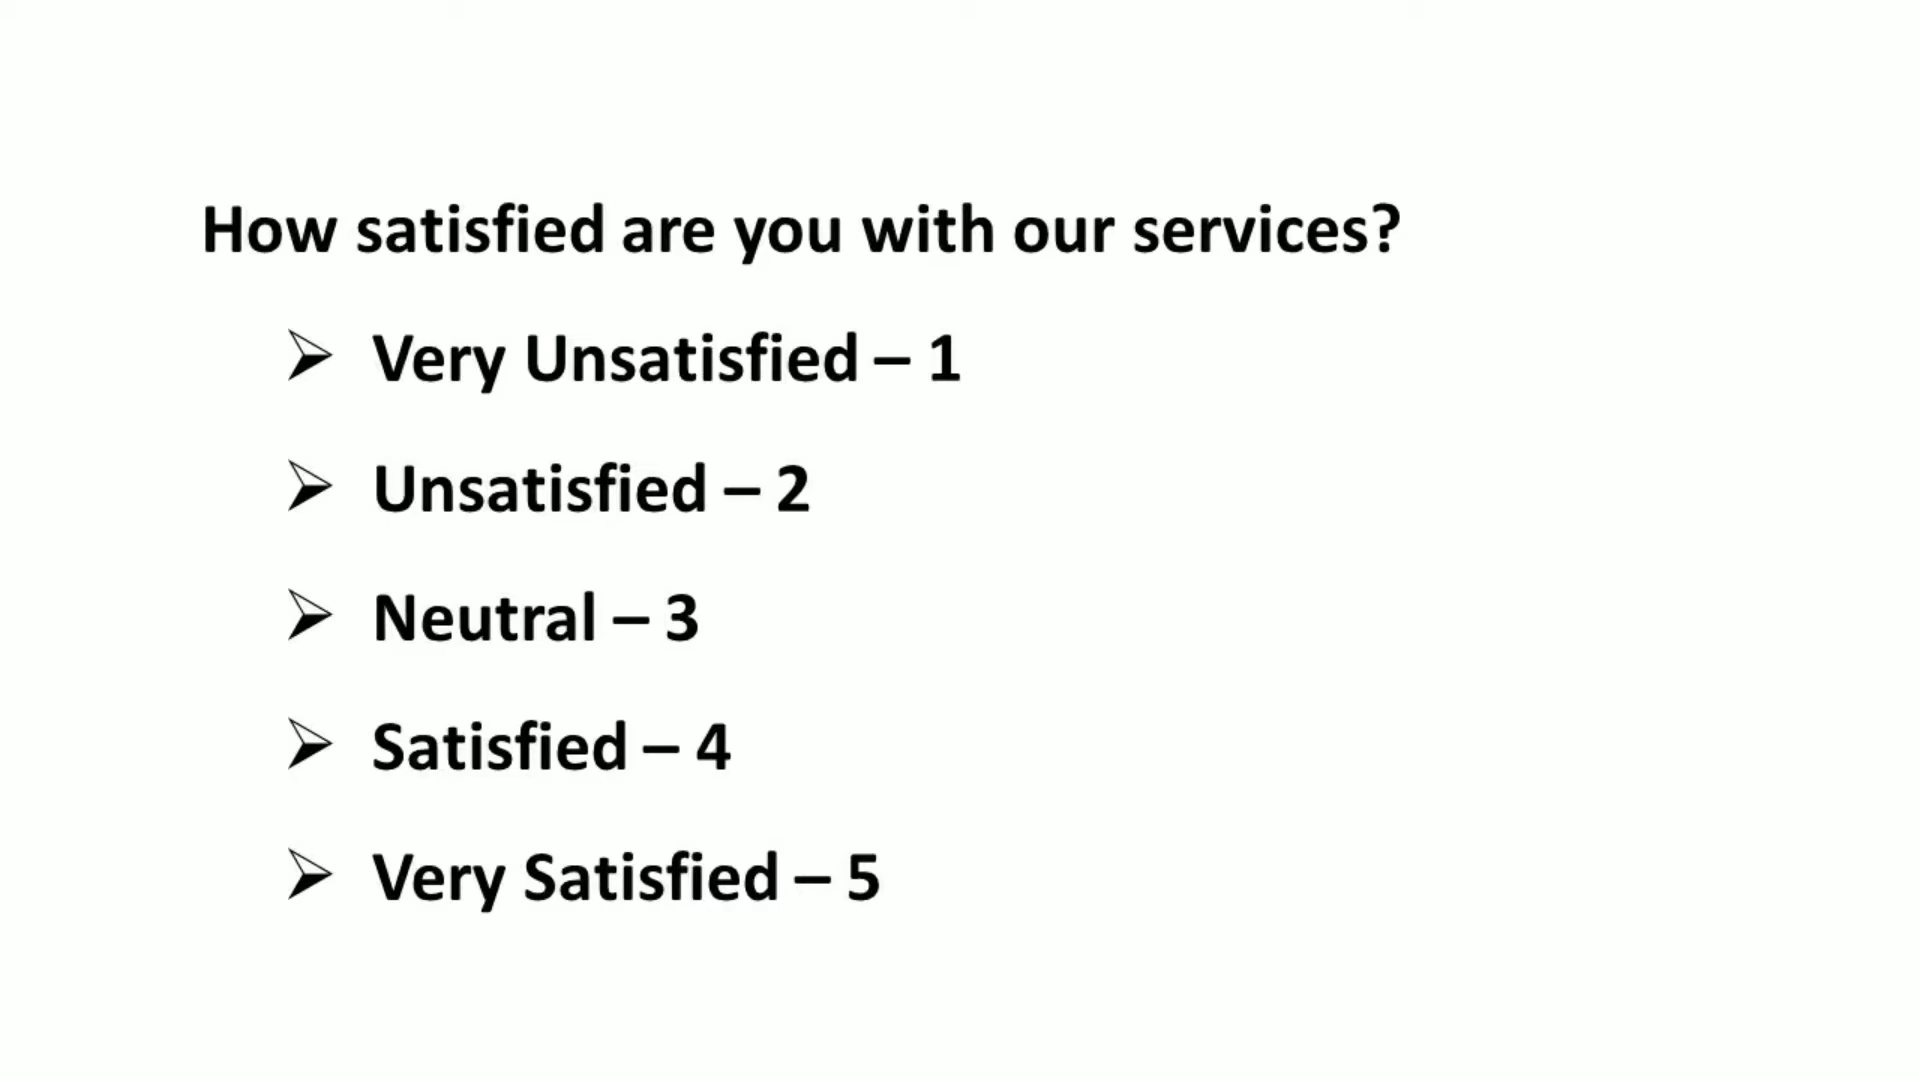 How satisfied are you with our services?
➢ Very Unsatisfied – 1
➢ Unsatisfied – 2
➢ Neutral – 3
➢ Satisfied – 4
➢ Very Satisfied – 5